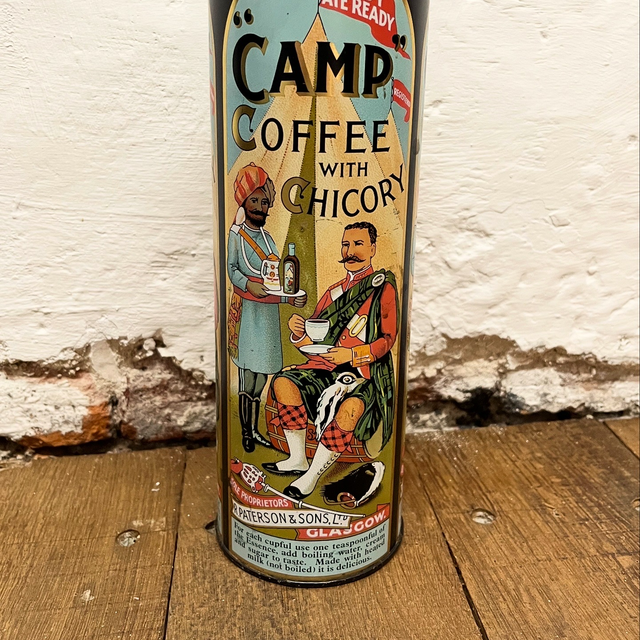 ATE READY
"CAMP"
COFFEE
WITH
CHICORY
PROPRIETORS
R. PATERSON & SONS, LTD
GLASGOW.
For each cupful use one teaspoonful of
the Essence, add boiling water, cream
and sugar to taste. Made with heated
milk (not boiled) it is delicious.